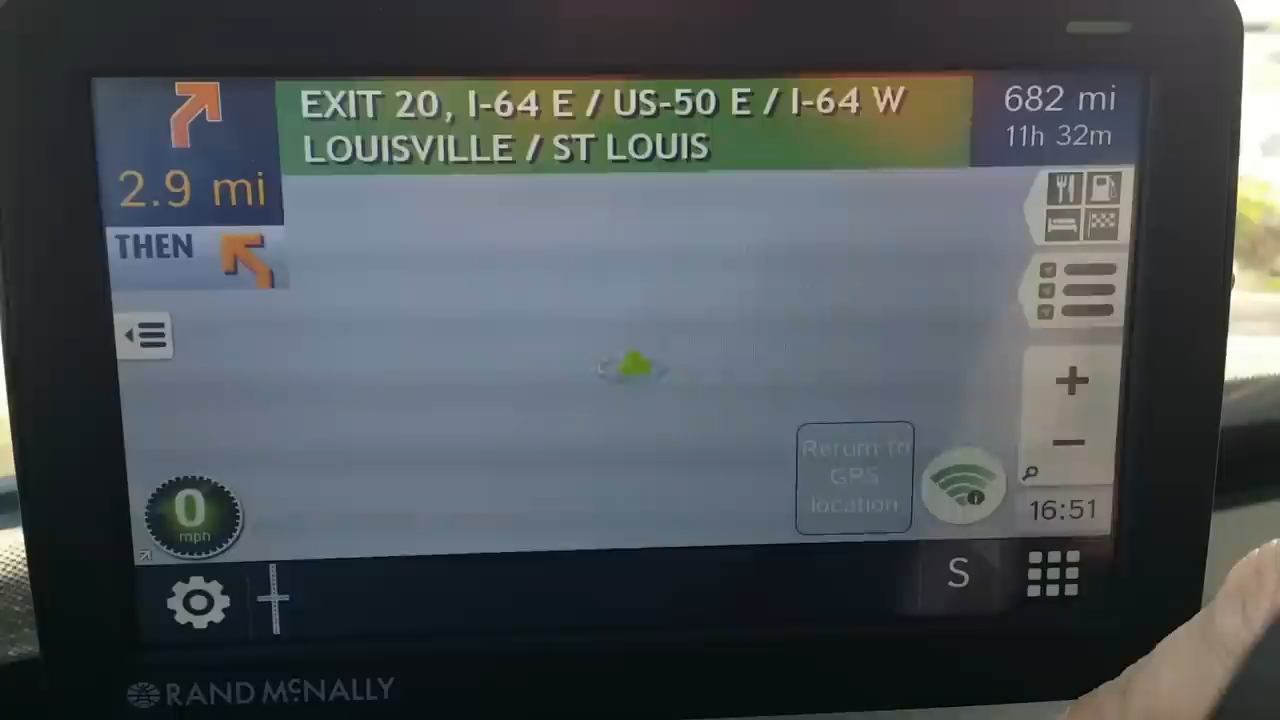 EXIT 20, I-64 E / US-50 E / I-64 W
LOUISVILLE / ST LOUIS
682 mi
11h 32m
2.9 mi
THEN
Return to
GPS
location
0
mph
16:51
S
RAND MCNALLY